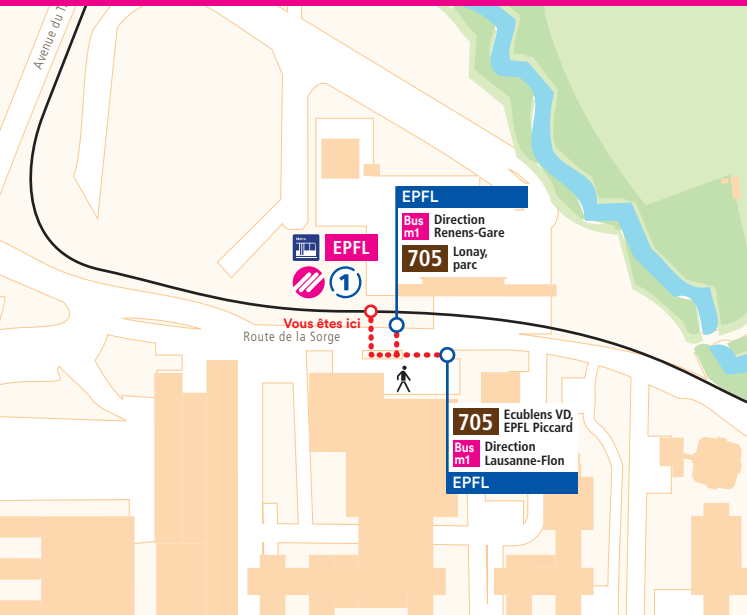 Avenue du
EPFL
Bus
m1
Direction
Renens-Gare
705
Lonay,
parc
Métro
EPFL
1
Vous êtes ici
Route de la Sorge
705
Ecublens VD,
EPFL Piccard
Bus
m1
Direction
Lausanne-Flon
EPFL